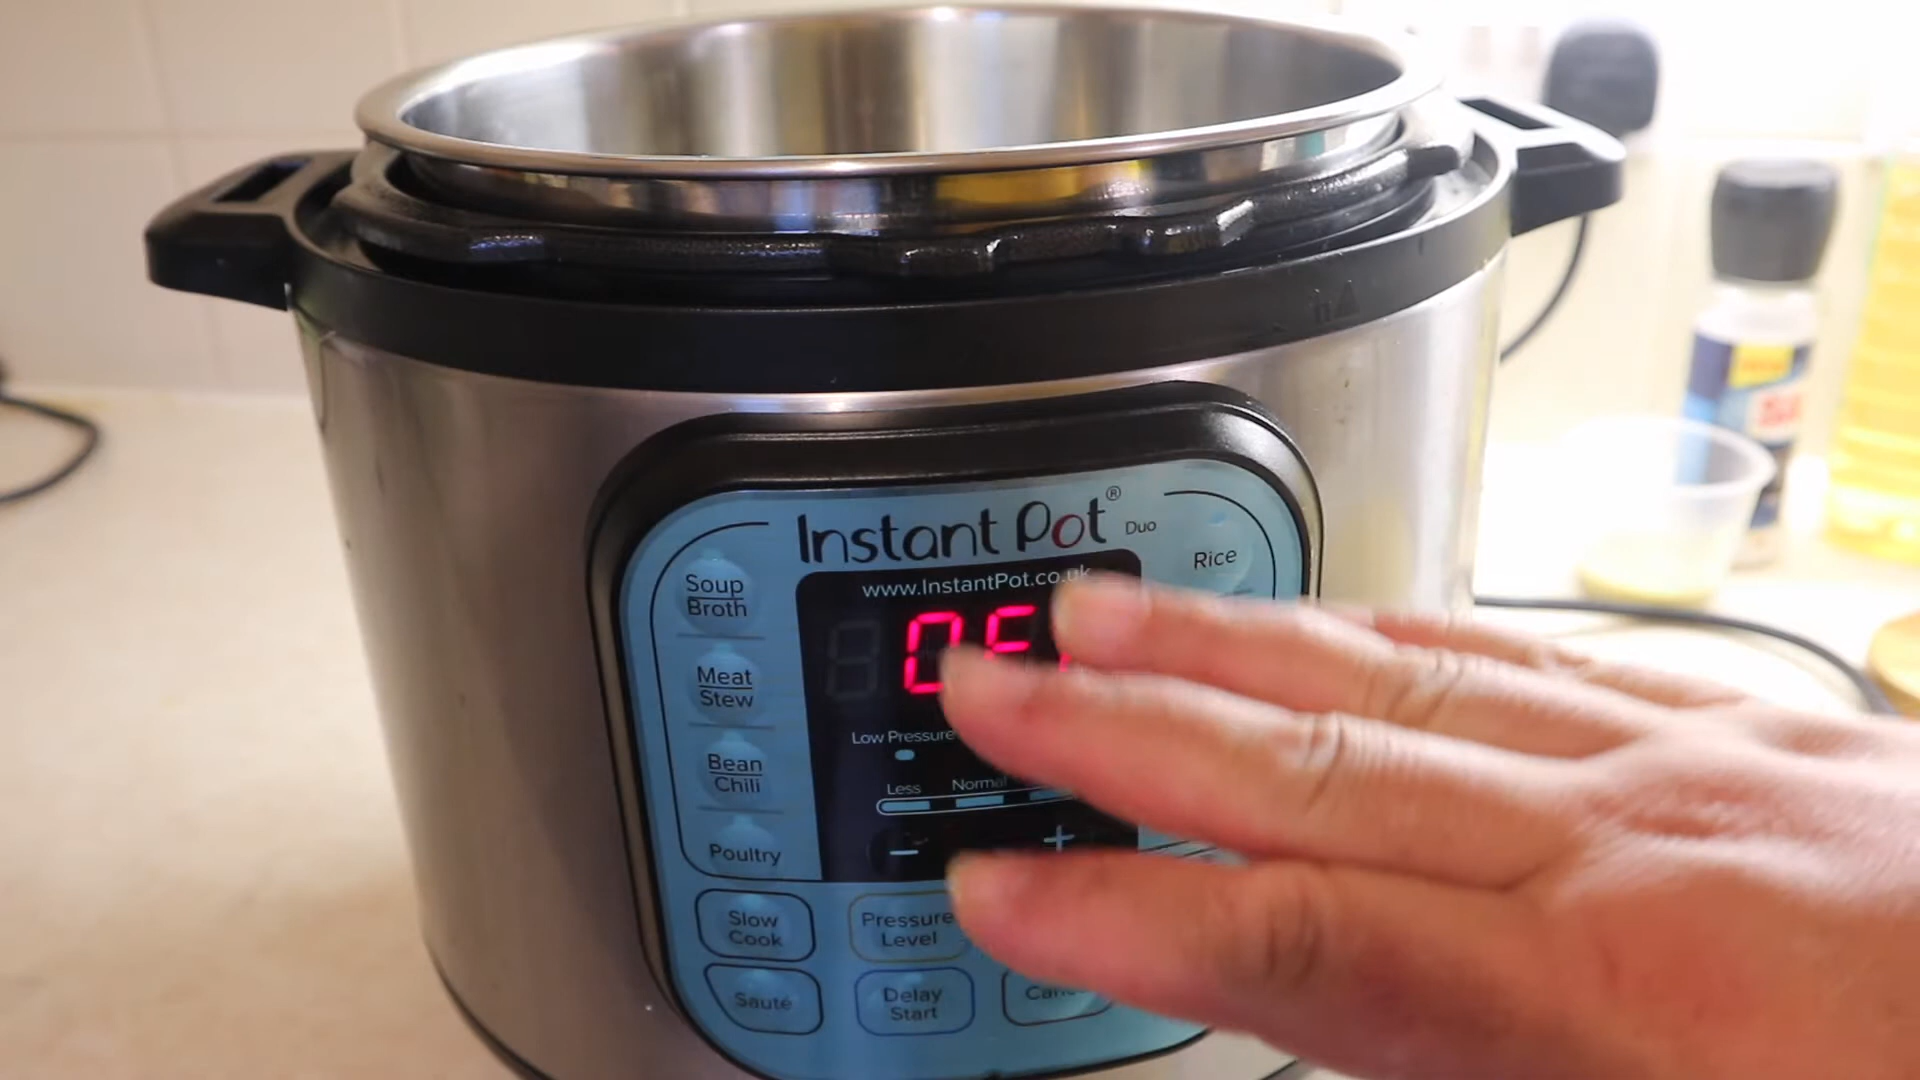 Instant Pot® Duo
www.InstantPot.co.uk
Rice
Soup
Broth
Meat
Stew
Low Pressure
Bean
Chili
Less Normal
− +
Poultry
Slow
Cook
Pressure
Level
Sauté
Delay
Start